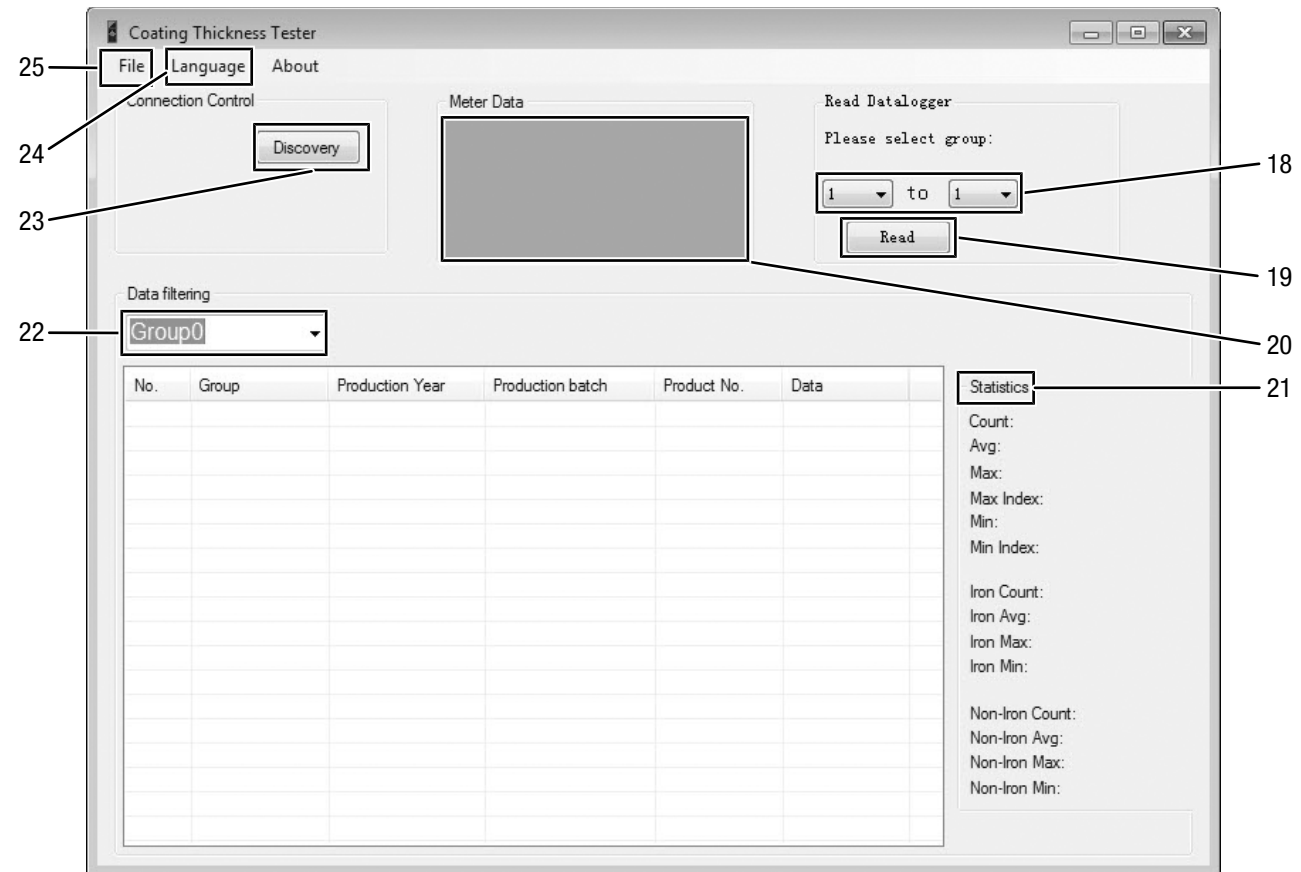 Coating Thickness Tester
25 File Language About
24
Connection Control
Discovery
23
Meter Data
Read Datalogger
Please select group:
1 to 1
18
Read
19
20
Data filtering
22 Group0
No. Group Production Year Production batch Product No. Data
Statistics 21
Count:
Avg:
Max:
Max Index:
Min:
Min Index:
Iron Count:
Iron Avg:
Iron Max:
Iron Min:
Non-Iron Count:
Non-Iron Avg:
Non-Iron Max:
Non-Iron Min: